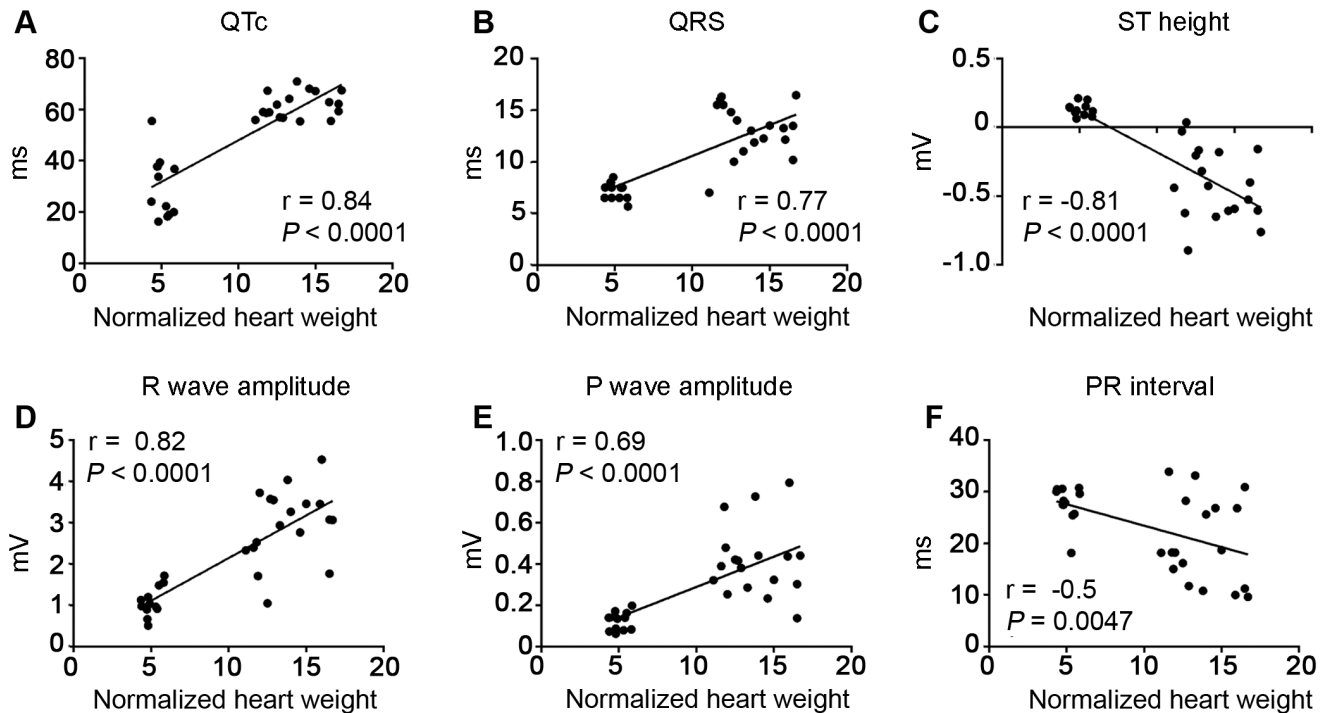 A
QTc
80
60
40
20
0
ms
0
5
10
15
20
r = 0.84
P < 0.0001
Normalized heart weight
B
QRS
20
15
10
5
0
ms
0
5
10
15
20
r = 0.77
P < 0.0001
Normalized heart weight
C
ST height
0.5
0
-0.5
-1.0
mV
r = -0.81
P < 0.0001
Normalized heart weight
D
R wave amplitude
5
4
3
2
1
0
mV
0
5
10
15
20
r = 0.82
P < 0.0001
Normalized heart weight
E
P wave amplitude
1.0
0.8
0.6
0.4
0.2
0
mV
0
5
10
15
20
r = 0.69
P < 0.0001
Normalized heart weight
F
PR interval
40
30
20
10
0
ms
0
5
10
15
20
r = -0.5
P = 0.0047
Normalized heart weight